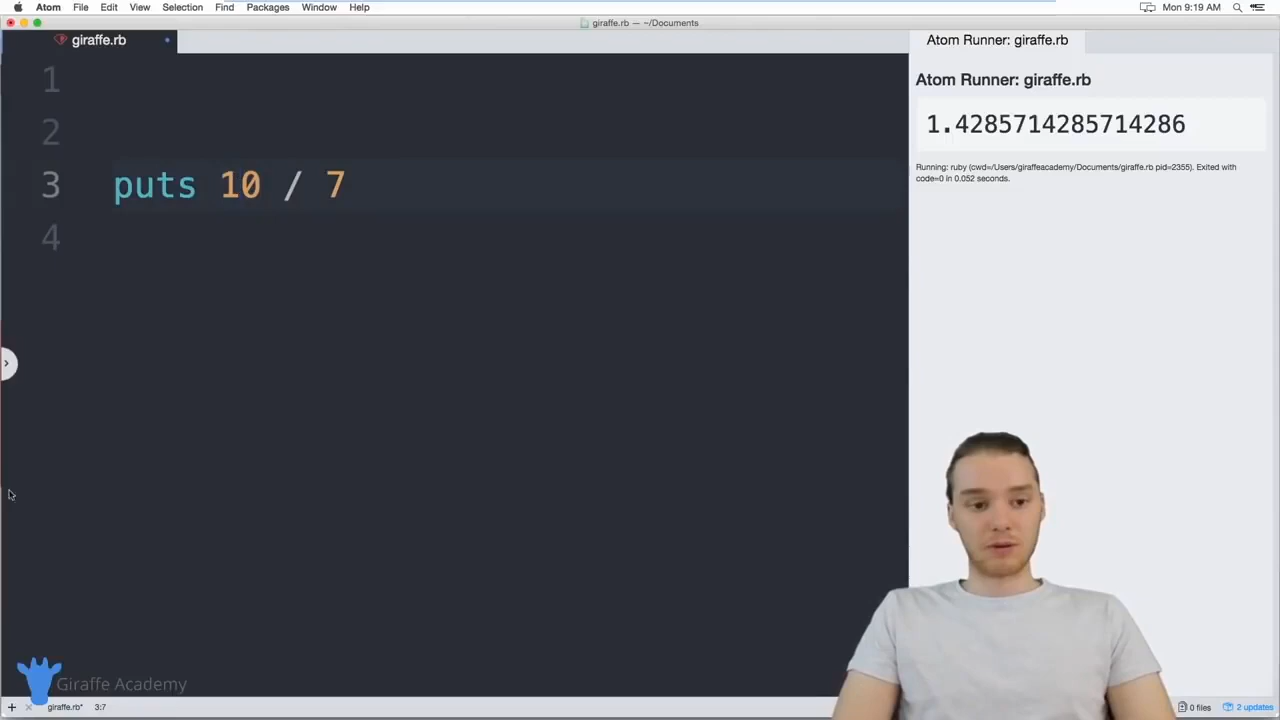 Atom File Edit View Selection Find Packages Window Help
Mon 9:19 AM
giraffe.rb — ~/Documents
giraffe.rb
Atom Runner: giraffe.rb
1
2
3 puts 10 / 7
4
Atom Runner: giraffe.rb
1.4285714285714286
Running: ruby (cwd=/Users/giraffeacademy/Documents/giraffe.rb pid=2355). Exited with
code=0 in 0.052 seconds.
Giraffe Academy
giraffe.rb* 3:7
0 files 2 updates